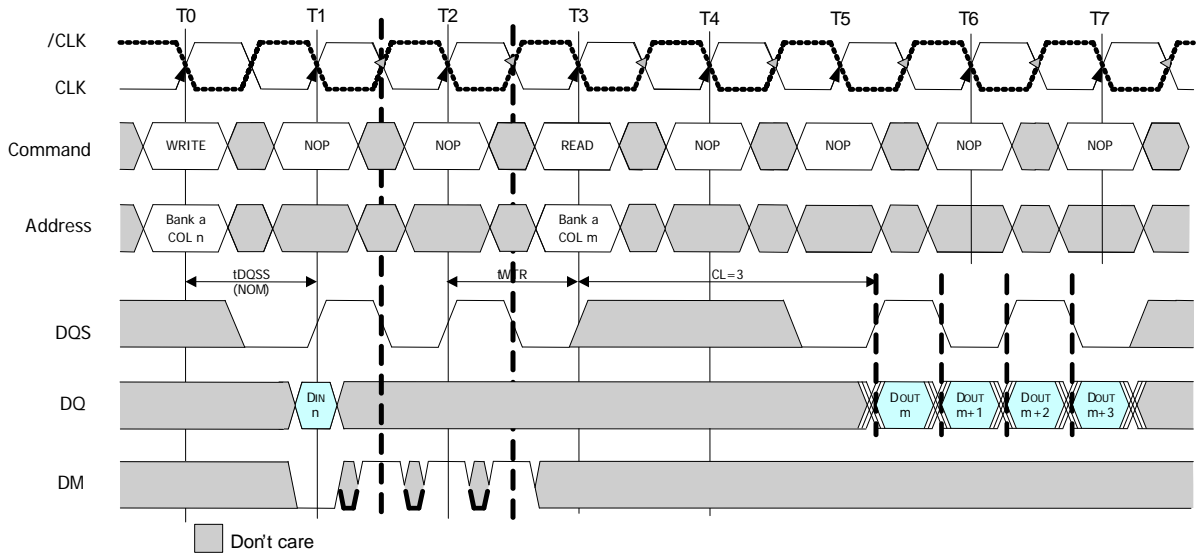 T0 T1 T2 T3 T4 T5 T6 T7
/CLK
CLK
Command WRITE NOP NOP READ NOP NOP NOP NOP
Address Bank a COL n Bank a COL m
tDQSS (NOM) tWTR CL=3
DQS
DQ DIN n DOUT m DOUT m+1 DOUT m+2 DOUT m+3
DM
Don't care